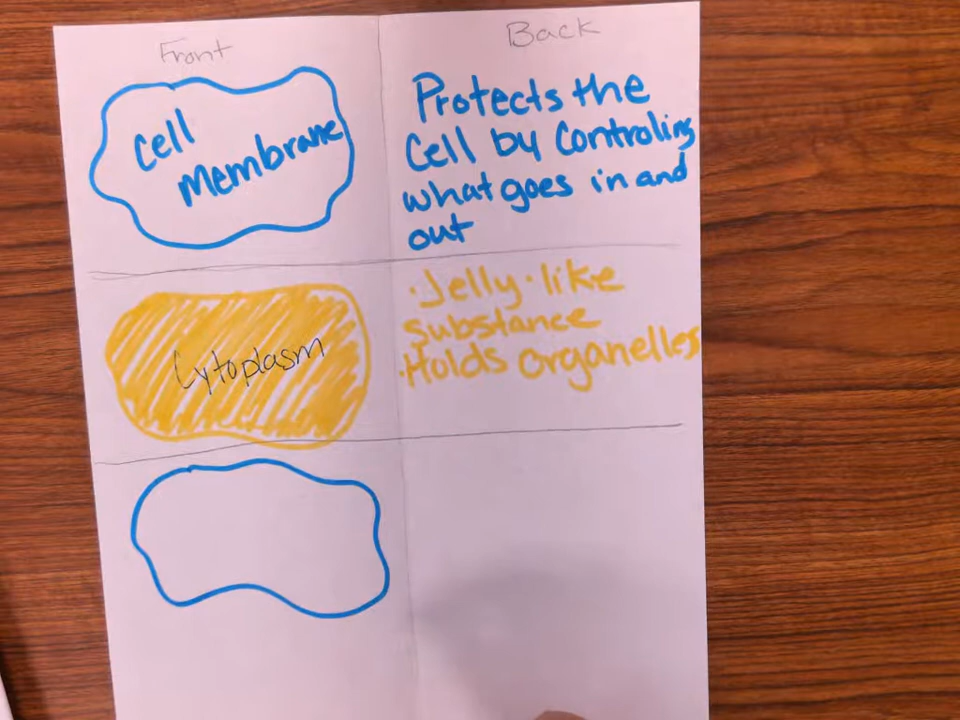 Front
Back
Cell
Membrane
Protects the
Cell by Controling
what goes in and
out
Cytoplasm
• Jelly-like
substance
• Holds Organelles